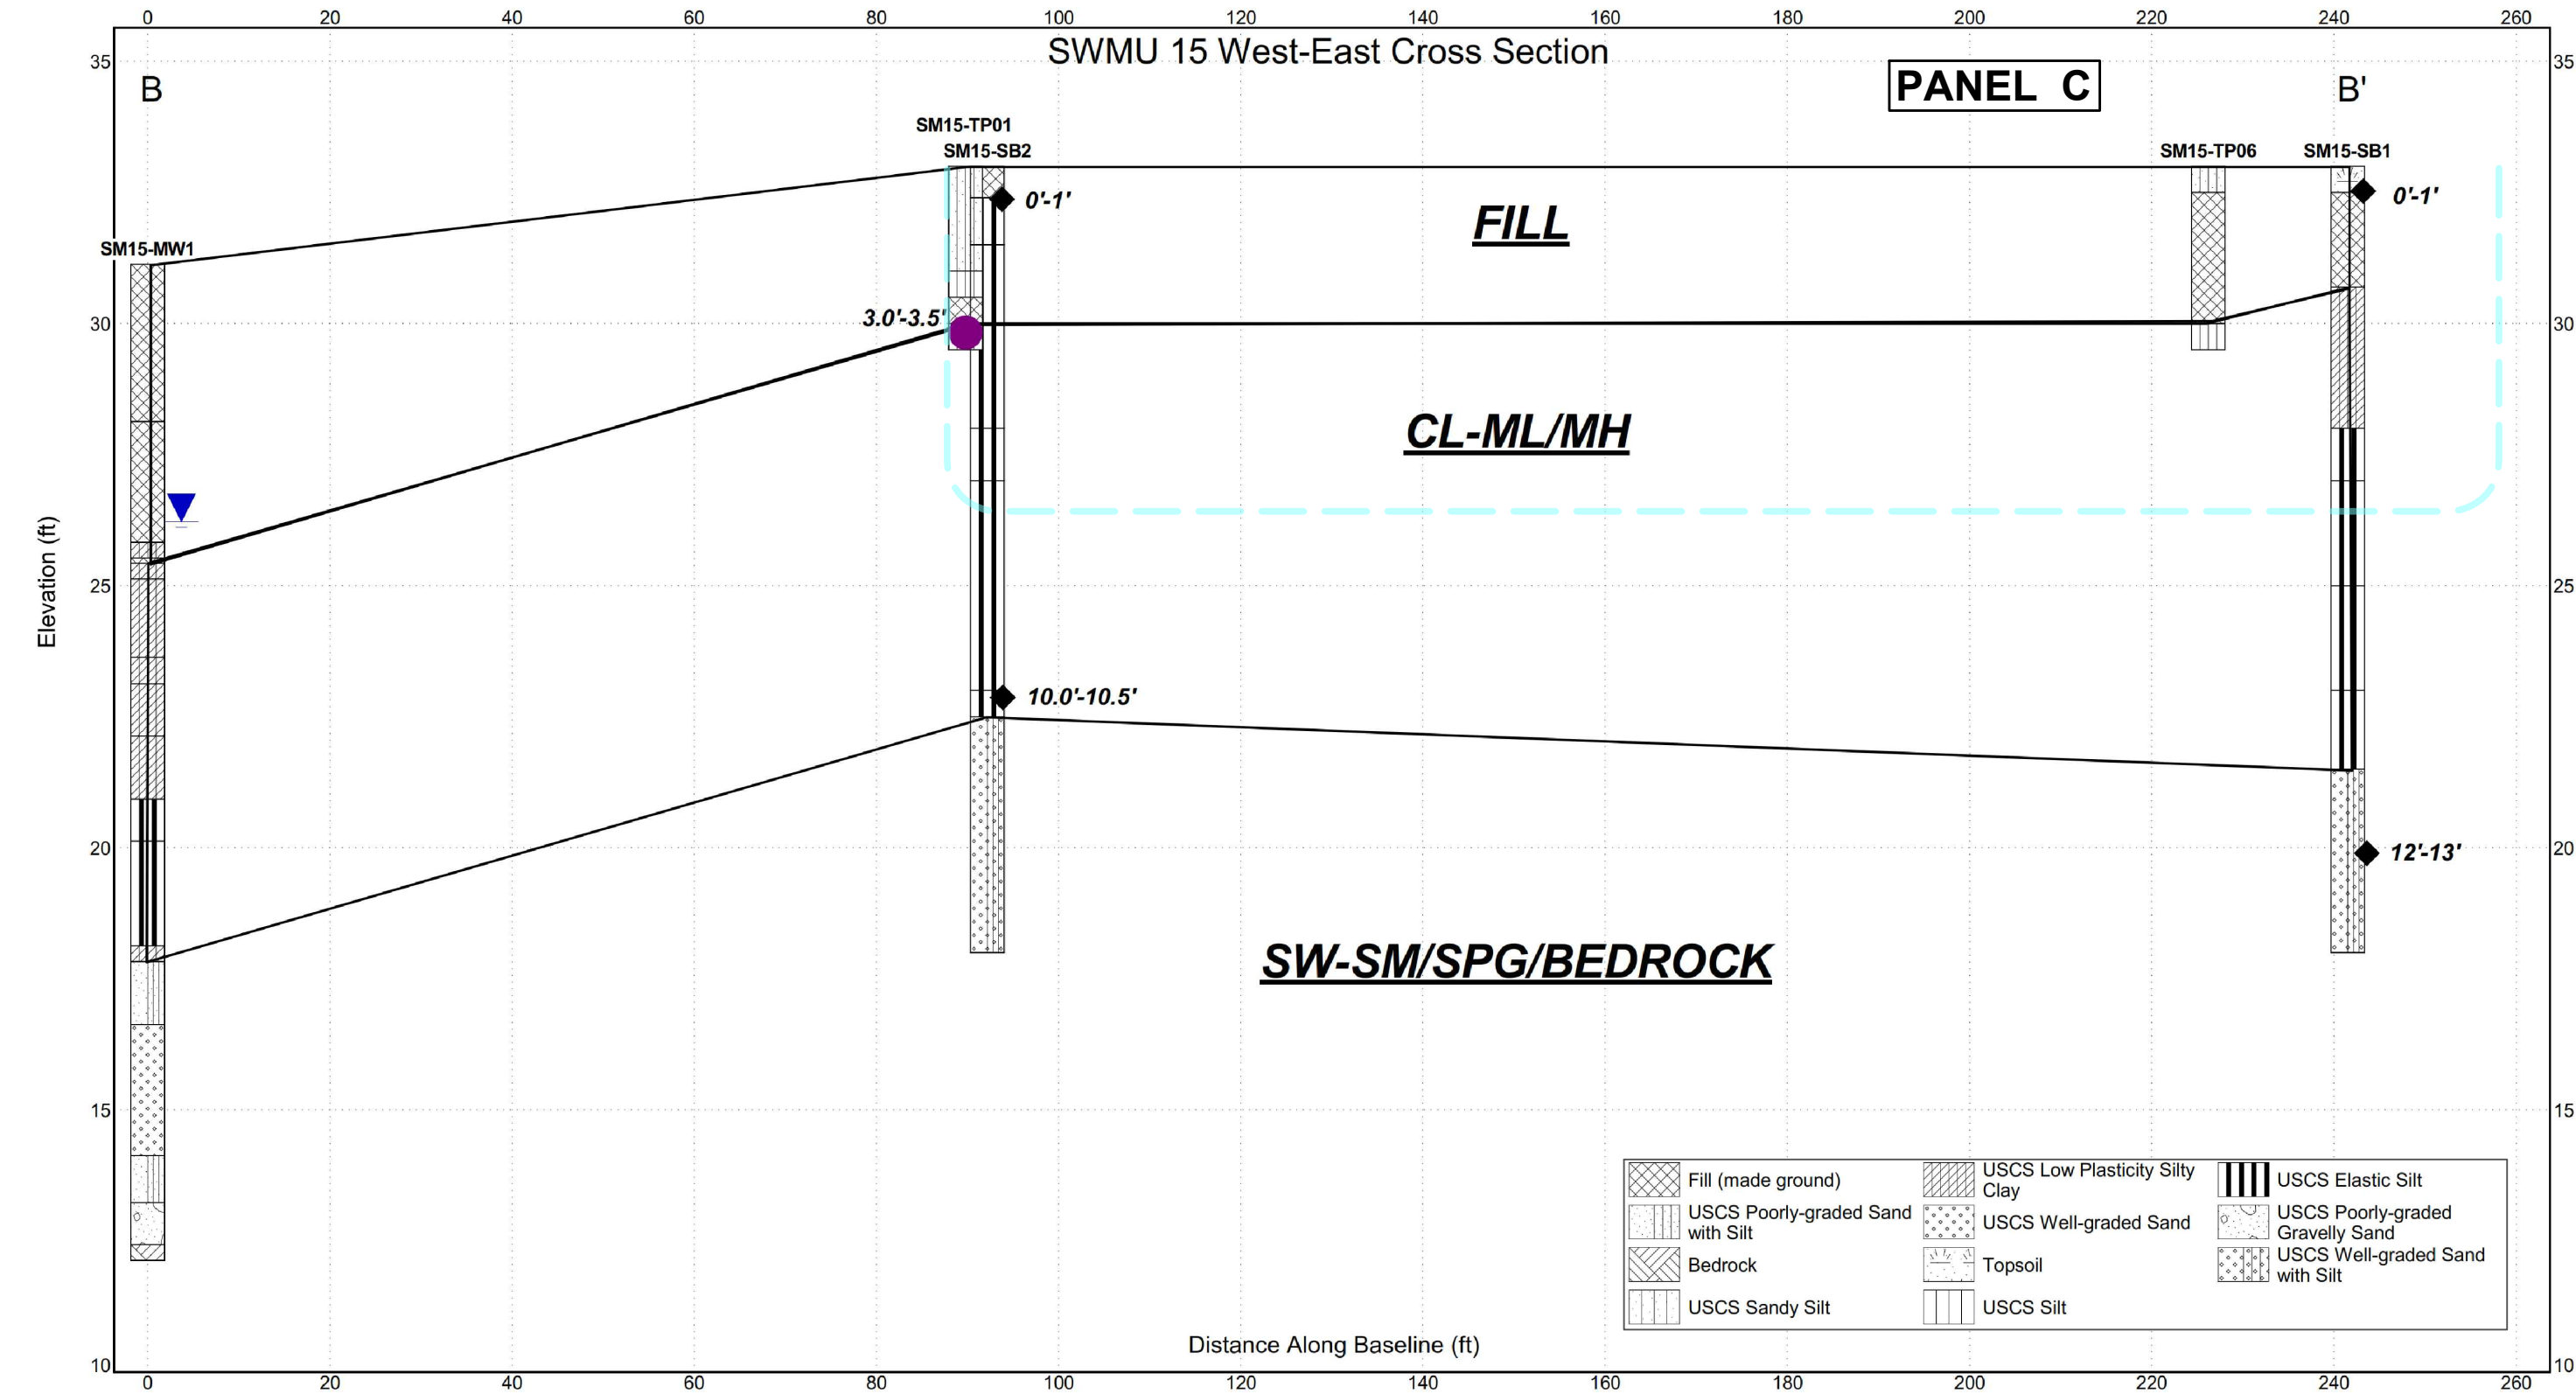 0 20 40 60 80 100 120 140 160 180 200 220 240 260
SWMU 15 West-East Cross Section
35 35
B
PANEL C
B'
SM15-TP01
SM15-SB2
SM15-TP06
SM15-SB1
0'-1'
0'-1'
FILL
SM15-MW1
3.0'-3.5'
30 30
CL-ML/MH
Elevation (ft)
25 25
10.0'-10.5'
20 20
12'-13'
SW-SM/SPG/BEDROCK
15 15
Fill (made ground)
USCS Poorly-graded Sand
with Silt
Bedrock
USCS Sandy Silt
USCS Low Plasticity Silty
Clay
USCS Well-graded Sand
Topsoil
USCS Silt
USCS Elastic Silt
USCS Poorly-graded
Gravelly Sand
USCS Well-graded Sand
with Silt
Distance Along Baseline (ft)
10 10
0 20 40 60 80 100 120 140 160 180 200 220 240 260